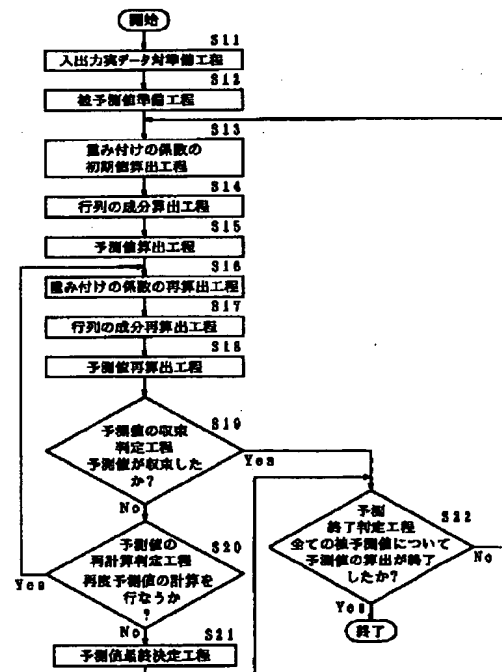 開始
S11
入出力実データ対準備工程
S12
被予測値準備工程
S13
重み付けの係数の
初期値算出工程
S14
行列の成分算出工程
S15
予測値算出工程
S16
重み付けの係数の再算出工程
S17
行列の成分再算出工程
S18
予測値再算出工程
S19
予測値の収束
判定工程
予測値が収束した
か?
Yes
No
S20
予測値の
再計算判定工程
再度予測値の計算を
行なうか
?
Yes
No
S21
予測値最終決定工程
S22
予測
終了判定工程
全ての被予測値について
予測値の算出が終了
したか?
No
Yes
終了